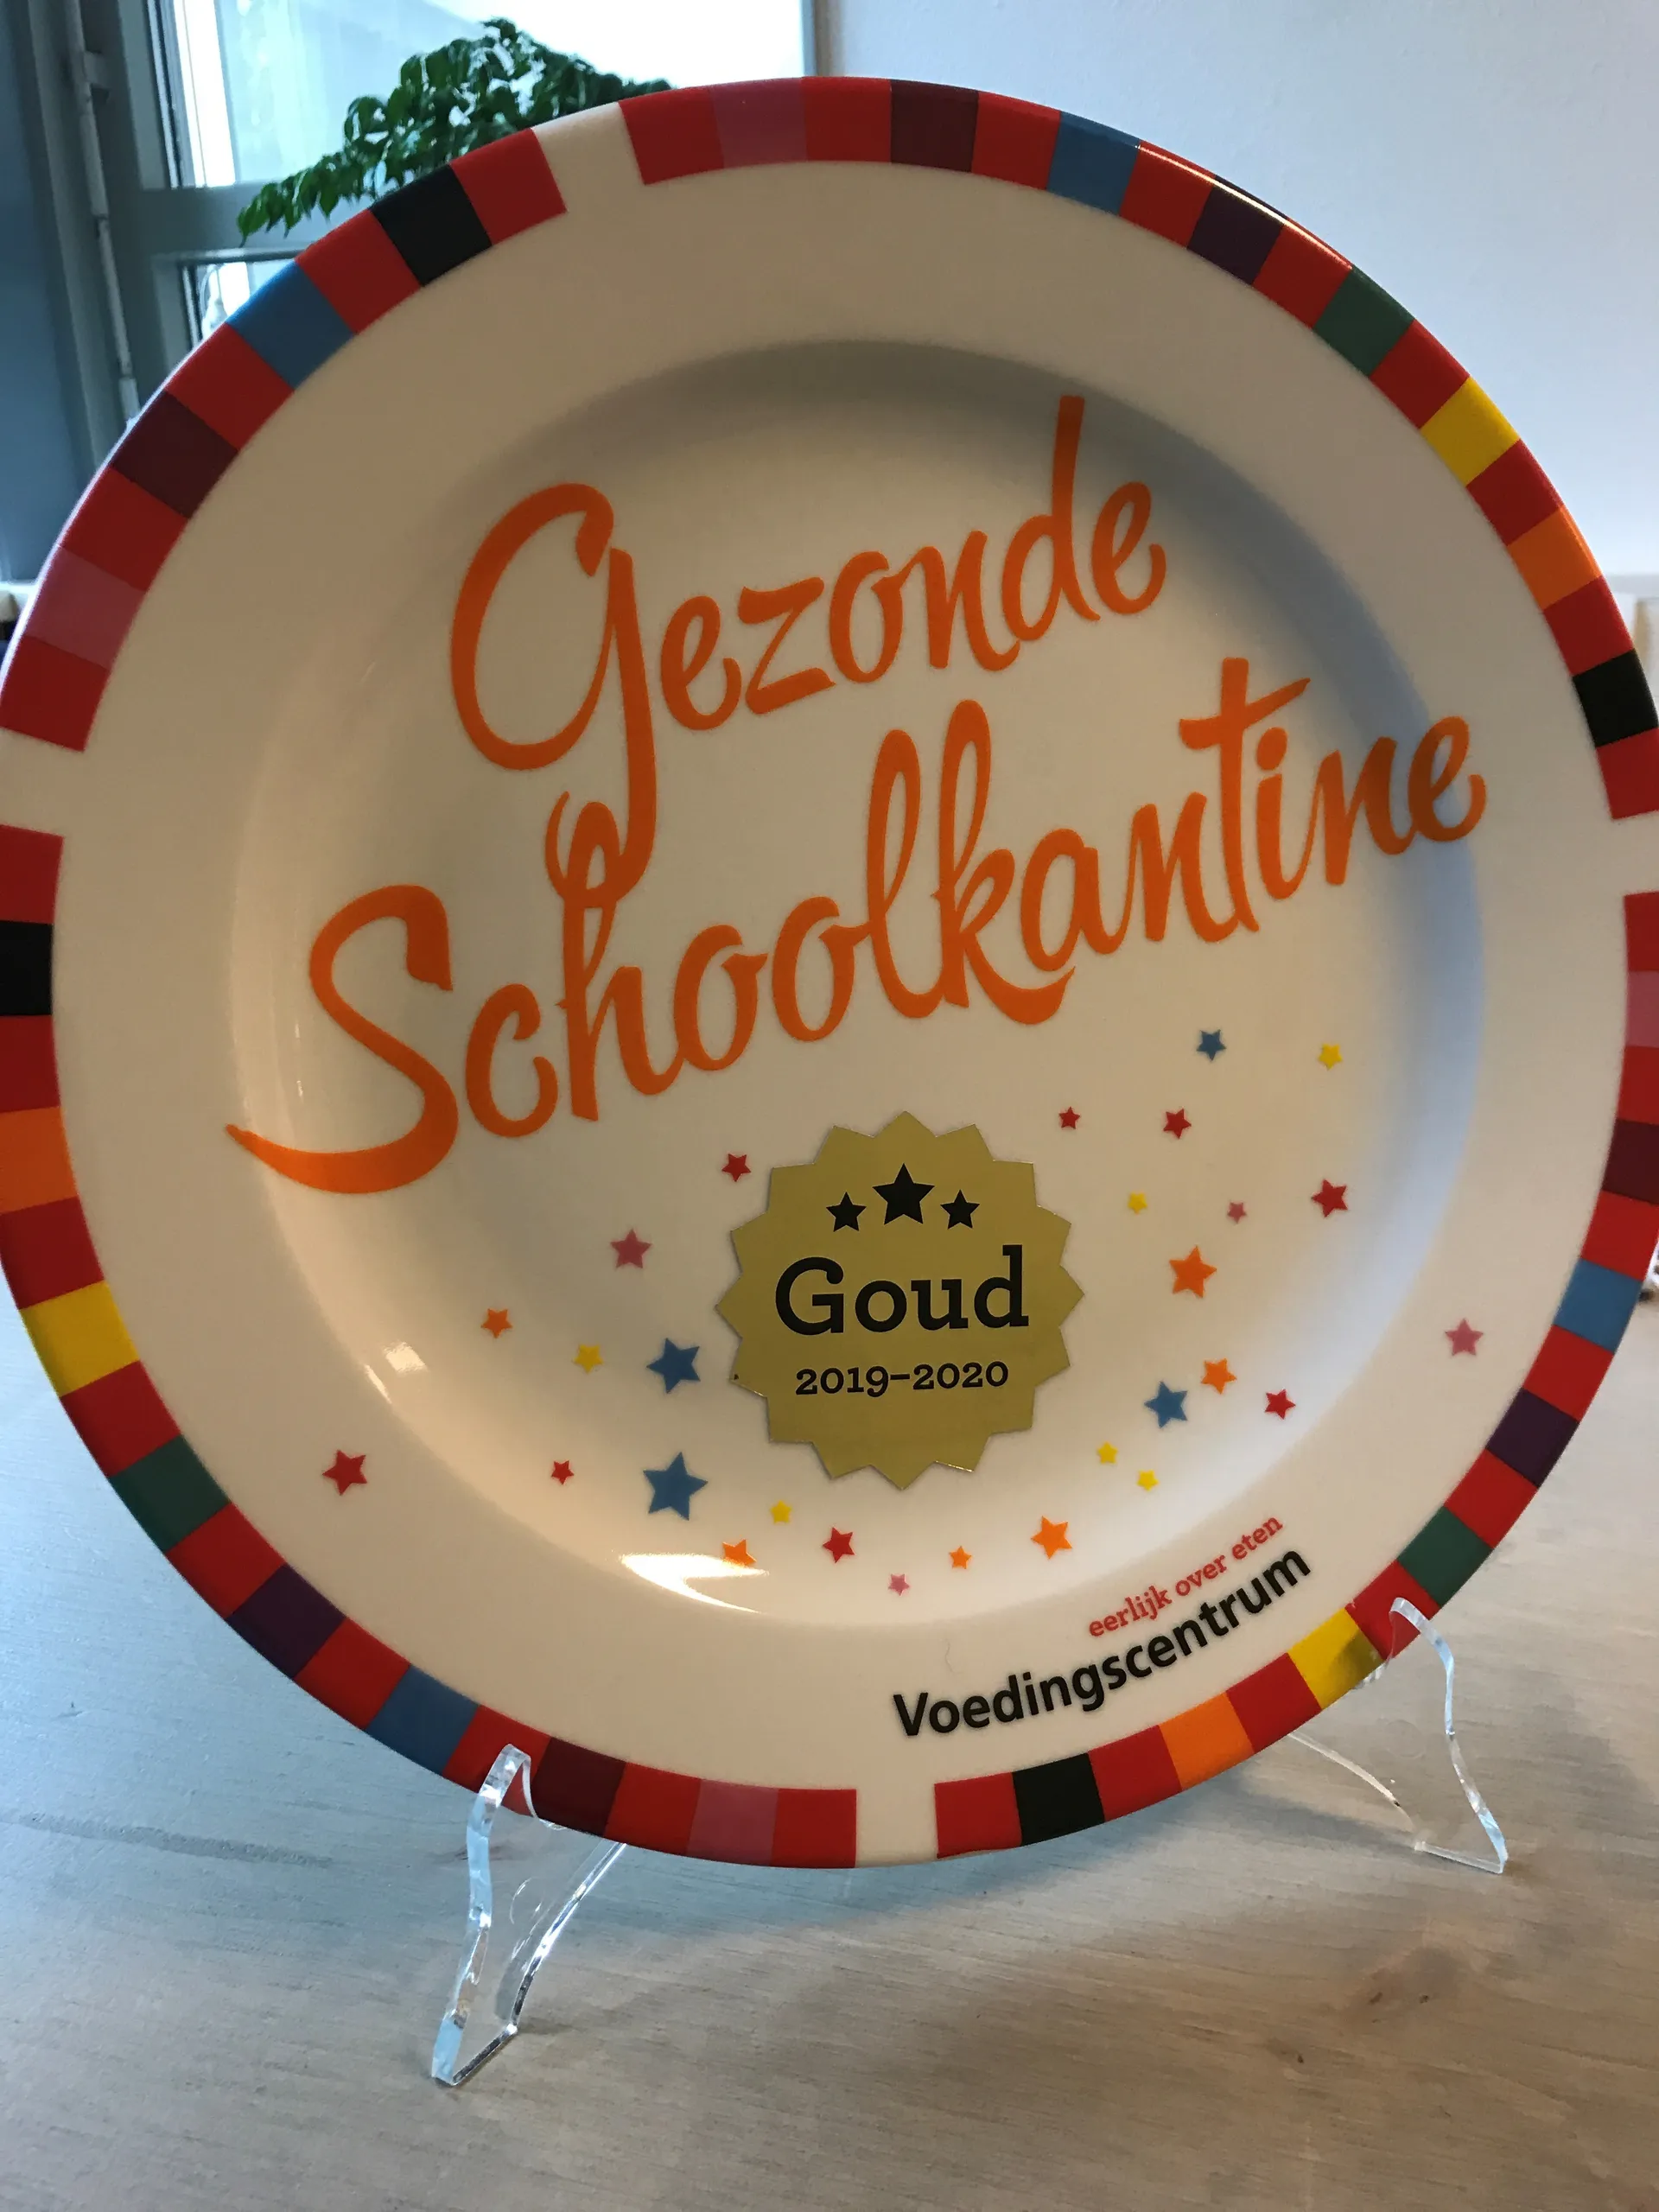 Gezonde
Schoolkantine
Goud
2019-2020
eerlijk over eten
Voedingscentrum